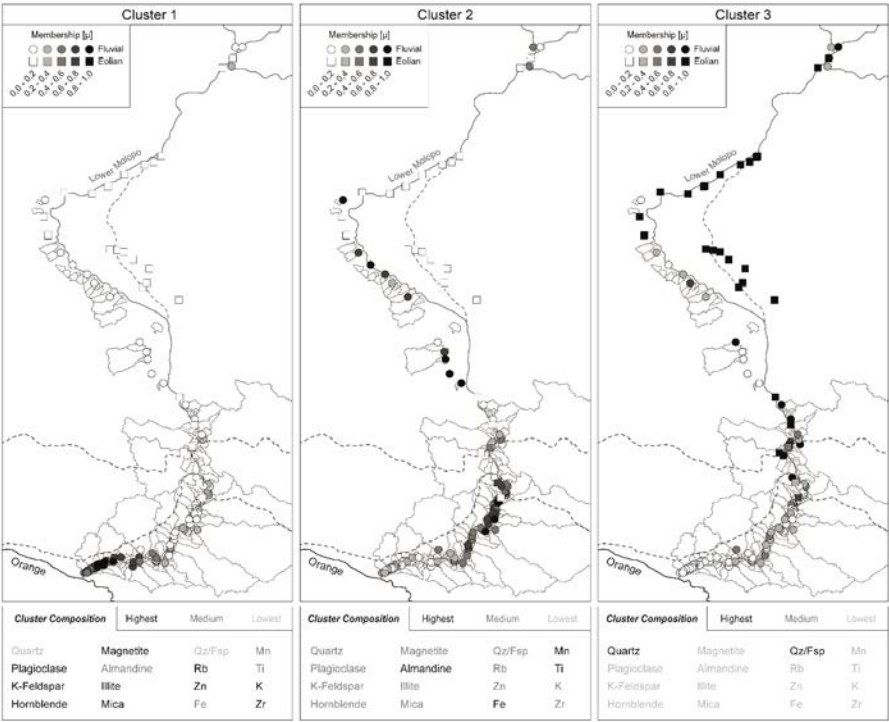 Cluster 1
Membership [µ]
Fluvial
Eolian
0.0 - 0.2
0.2 - 0.4
0.4 - 0.6
0.6 - 0.8
0.8 - 1.0
Lower Molopo
Orange
Cluster Composition
Highest
Medium
Lowest
Quartz Magnetite Qz/Fsp Mn
Plagioclase Almandine Rb Ti
K-Feldspar Illite Zn K
Hornblende Mica Fe Zr
Cluster 2
Membership [µ]
Fluvial
Eolian
0.0 - 0.2
0.2 - 0.4
0.4 - 0.6
0.6 - 0.8
0.8 - 1.0
Lower Molopo
Orange
Cluster Composition
Highest
Medium
Lowest
Quartz Magnetite Qz/Fsp Mn
Plagioclase Almandine Rb Ti
K-Feldspar Illite Zn K
Hornblende Mica Fe Zr
Cluster 3
Membership [µ]
Fluvial
Eolian
0.0 - 0.2
0.2 - 0.4
0.4 - 0.6
0.6 - 0.8
0.8 - 1.0
Lower Molopo
Orange
Cluster Composition
Highest
Medium
Lowest
Quartz Magnetite Qz/Fsp Mn
Plagioclase Almandine Rb Ti
K-Feldspar Illite Zn K
Hornblende Mica Fe Zr